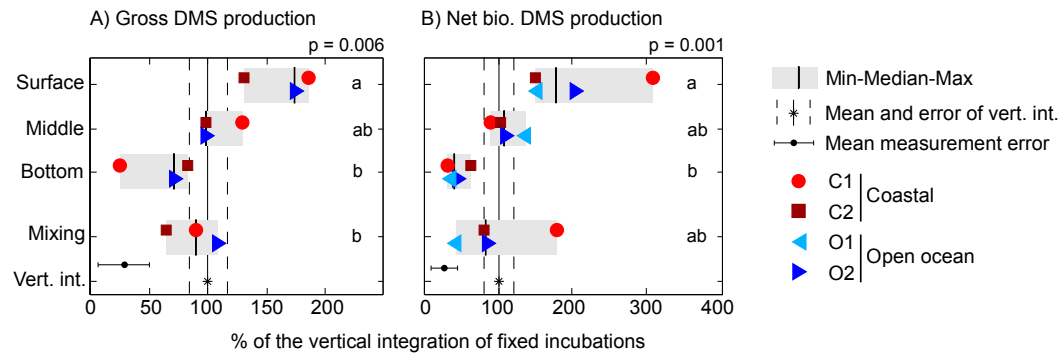 A) Gross DMS production
B) Net bio. DMS production
p = 0.006
p = 0.001
Surface
a
a
Min-Median-Max
Middle
ab
ab
Mean and error of vert. int.
Mean measurement error
Bottom
b
b
C1
C2
Coastal
Mixing
b
ab
O1
O2
Open ocean
Vert. int.
0 50 100 150 200
0 100 200 300 400
% of the vertical integration of fixed incubations